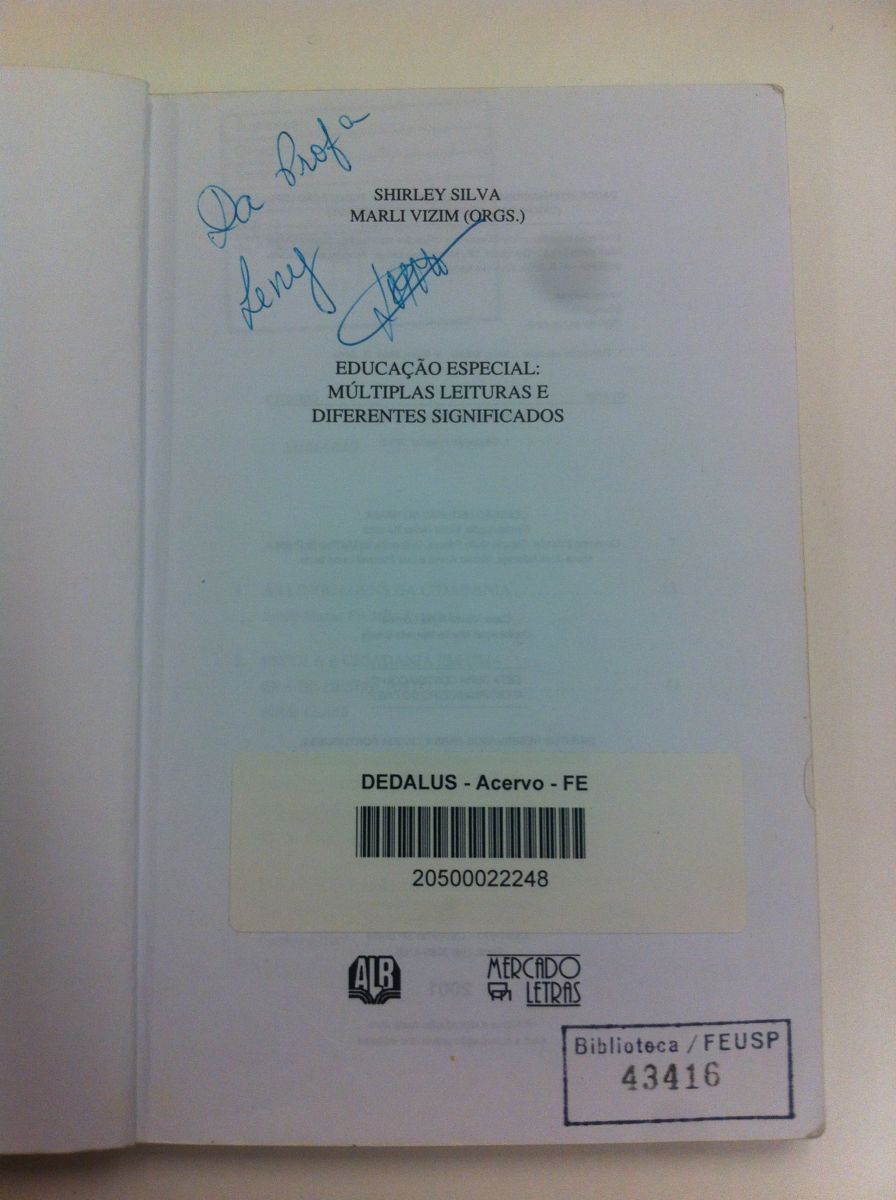 Da Profa
Leny
SHIRLEY SILVA
MARLI VIZIM (ORGS.)
EDUCAÇÃO ESPECIAL:
MÚLTIPLAS LEITURAS E
DIFERENTES SIGNIFICADOS
DEDALUS - Acervo - FE
20500022248
ALB
MERCADO
LETRAS
Biblioteca / FEUSP
43416